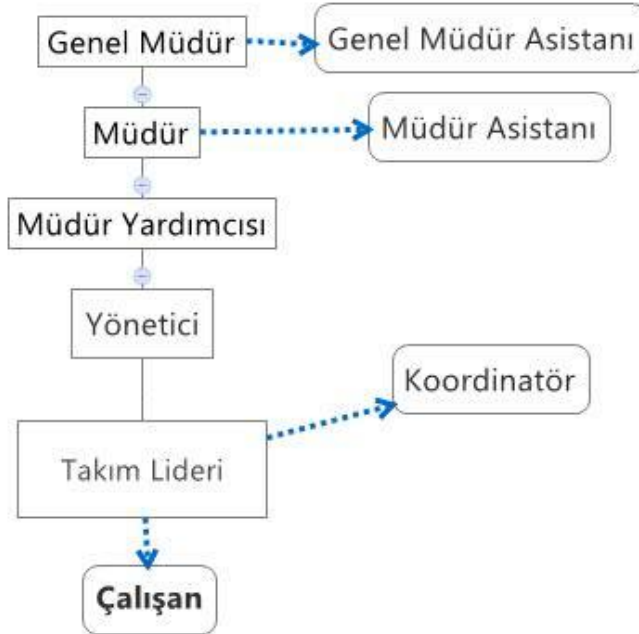 Genel Müdür
Genel Müdür Asistanı
Müdür
Müdür Asistanı
Müdür Yardımcısı
Yönetici
Koordinatör
Takım Lideri
Çalışan